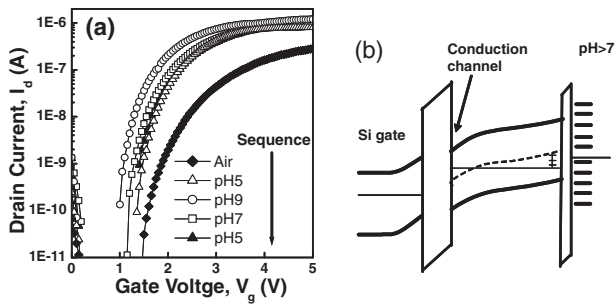 (a)
1E-6
1E-7
1E-8
1E-9
1E-10
1E-11
Drain Current, I_d (A)
Sequence
Air
pH5
pH9
pH7
pH5
0
1
2
3
4
5
Gate Voltge, V_g (V)
(b)
Conduction
channel
pH>7
Si gate